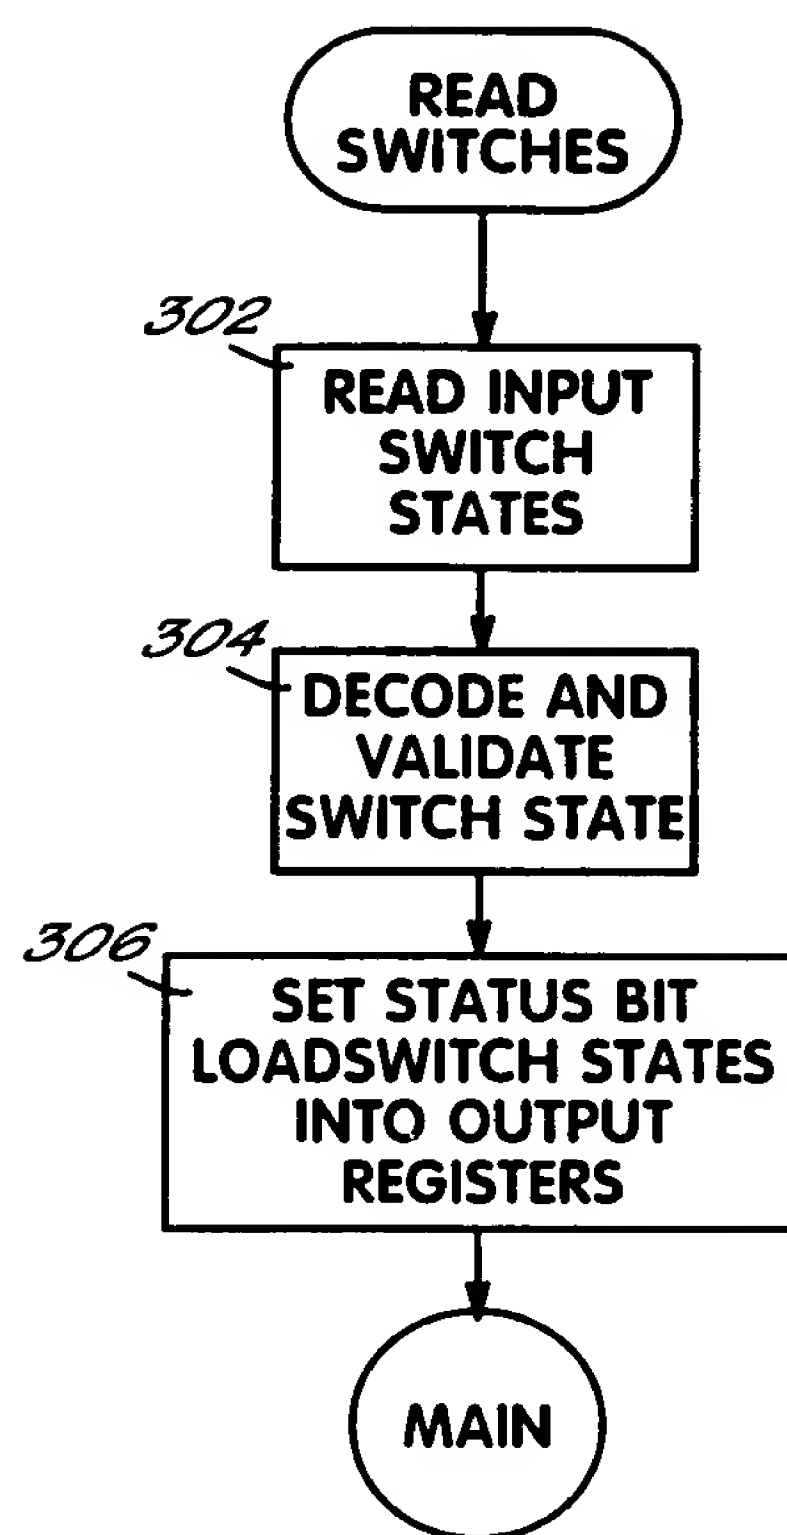 READ
SWITCHES
302
READ INPUT
SWITCH
STATES
304
DECODE AND
VALIDATE
SWITCH STATE
306
SET STATUS BIT
LOADSWITCH STATES
INTO OUTPUT
REGISTERS
MAIN